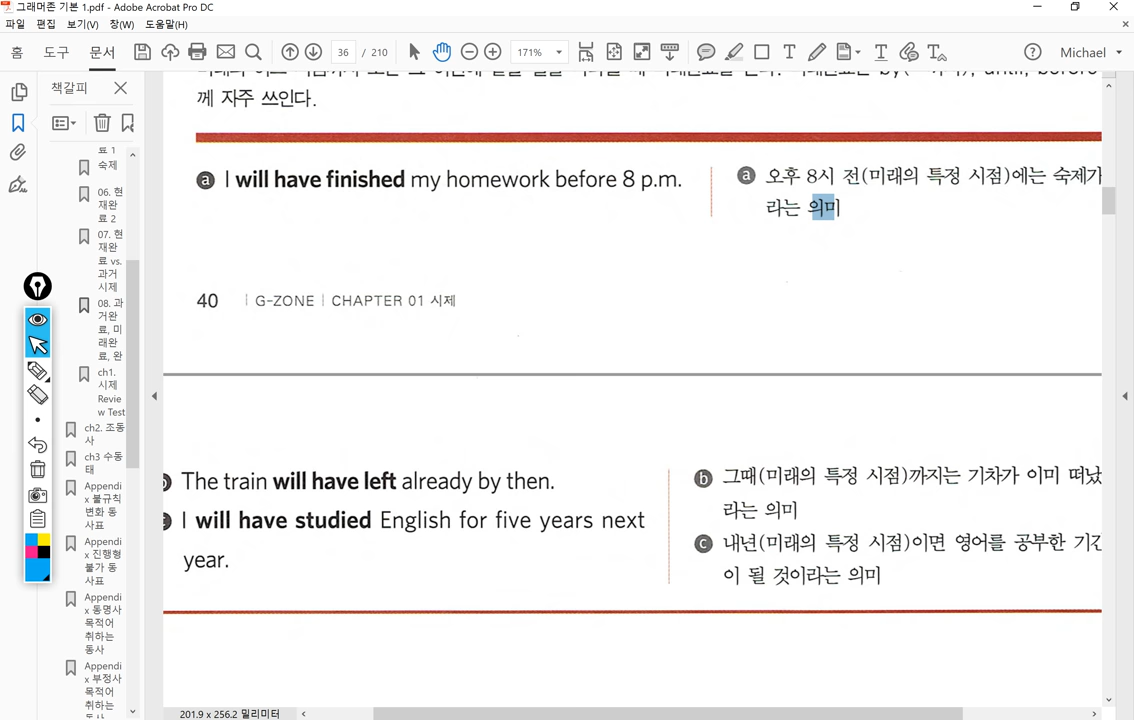 그래머존 기본 1.pdf - Adobe Acrobat Pro DC
파일 편집 보기(V) 창(W) 도움말(H)
홈 도구 문서 36 / 210 171% Michael
책갈피
료 1
숙제
06. 현
재완
료 2
07. 현
재완
료 vs.
과거
시제
08. 과
거완
료, 미
래완
료, 완
ch1.
시제
Revie
w Test
ch2. 조동
사
ch3 수동
태
Appendi
x 불규칙
변화 동
사표
Appendi
x 진행형
불가 동
사표
Appendi
x 동명사
목적어
취하는
동사
Appendi
x 부정사
목적어
취하는
께 자주 쓰인다.
a I will have finished my homework before 8 p.m.
a 오후 8시 전(미래의 특정 시점)에는 숙제가
라는 의미
40 G-ZONE CHAPTER 01 시제
The train will have left already by then.
I will have studied English for five years next
year.
b 그때(미래의 특정 시점)까지는 기차가 이미 떠났
라는 의미
c 내년(미래의 특정 시점)이면 영어를 공부한 기간
이 될 것이라는 의미
201.9 x 256.2 밀리미터